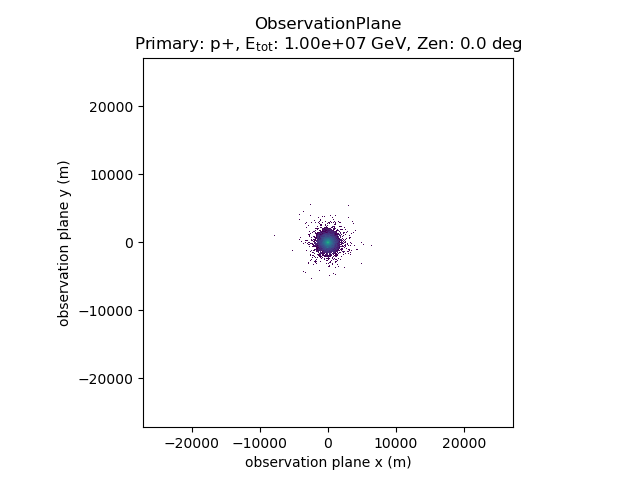 ObservationPlane
Primary: p+, E_tot: 1.00e+07 GeV, Zen: 0.0 deg
observation plane y (m)
20000
10000
0
−10000
−20000
−20000 −10000 0 10000 20000
observation plane x (m)